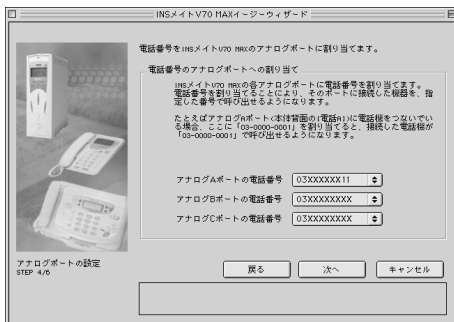 INSメイトV70 MAXイージーウィザード
電話番号をINSメイトV70 MAXのアナログポートに割り当てます。
電話番号のアナログポートへの割り当て
INSメイトV70 MAXの各アナログポートに電話番号を割り当てます。
電話番号を割り当てることにより、そのポートに接続した機器を、指
定した番号で呼び出せるようになります。
たとえばアナログAポート(本体背面の[電話A])に電話機をつないでい
る場合、ここに「03-0000-0001」を割り当てると、接続した電話機が
「03-0000-0001」で呼び出せるようになります。
アナログAポートの電話番号 03XXXXXX11
アナログBポートの電話番号 03XXXXXXXX
アナログCポートの電話番号 03XXXXXXXX
アナログポートの設定
STEP 4/6
戻る 次へ キャンセル